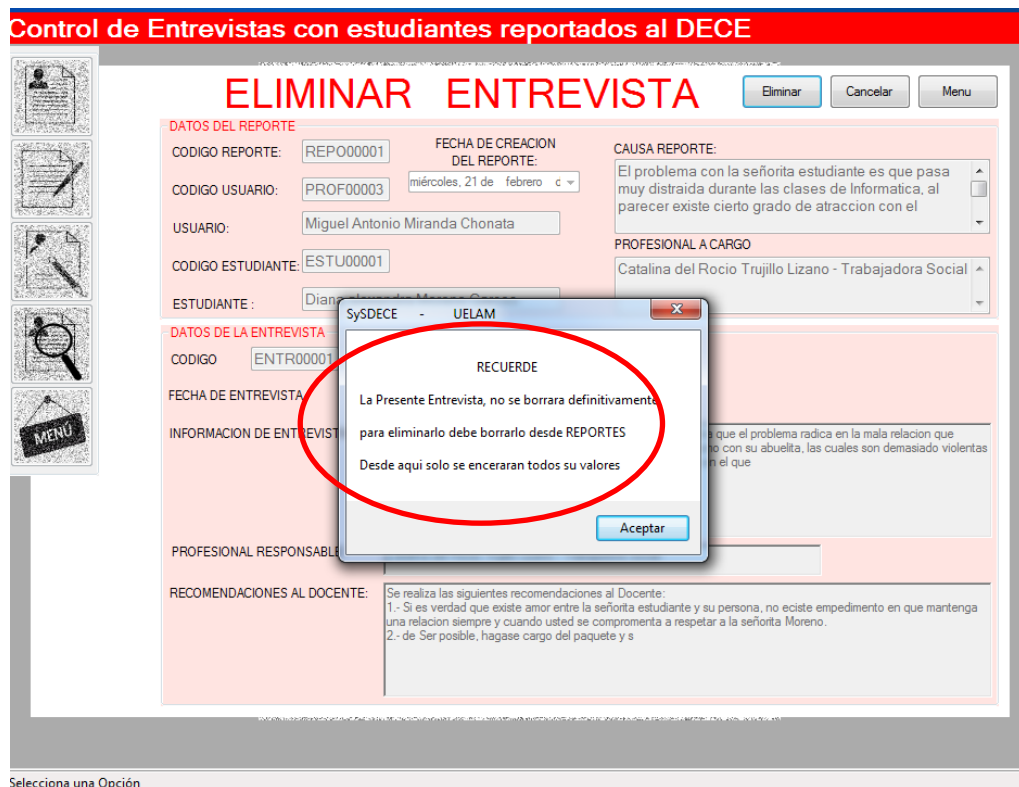 Control de Entrevistas con estudiantes reportados al DECE
ELIMINAR ENTREVISTA
Eliminar
Cancelar
Menu
DATOS DEL REPORTE
CODIGO REPORTE: REPO00001
FECHA DE CREACION
DEL REPORTE:
miércoles, 21 de febrero
CODIGO USUARIO: PROF00003
USUARIO: Miguel Antonio Miranda Chonata
CODIGO ESTUDIANTE: ESTU00001
ESTUDIANTE :
CAUSA REPORTE:
El problema con la señorita estudiante es que pasa
muy distraida durante las clases de Informatica, al
parecer existe cierto grado de atraccion con el
PROFESIONAL A CARGO
Catalina del Rocio Trujillo Lizano - Trabajadora Social
DATOS DE LA ENTREVISTA
CODIGO ENTR00001
FECHA DE ENTREVISTA
INFORMACION DE ENTREVIST
que el problema radica en la mala relacion que
con su abuelita, las cuales son demasiado violentas
el que
SySDECE - UELAM
RECUERDE
La Presente Entrevista, no se borrara definitivamente
para eliminarlo debe borrarlo desde REPORTES
Desde aqui solo se enceraran todos su valores
Aceptar
PROFESIONAL RESPONSABL
RECOMENDACIONES AL DOCENTE:
Se realiza las siguientes recomendaciones al Docente:
1.- Si es verdad que existe amor entre la señorita estudiante y su persona, no eciste empedimento en que mantenga
una relacion siempre y cuando usted se compromenta a respetar a la señorita Moreno.
2.- de Ser posible, hagase cargo del paquete y s
MENÚ
Selecciona una Opción